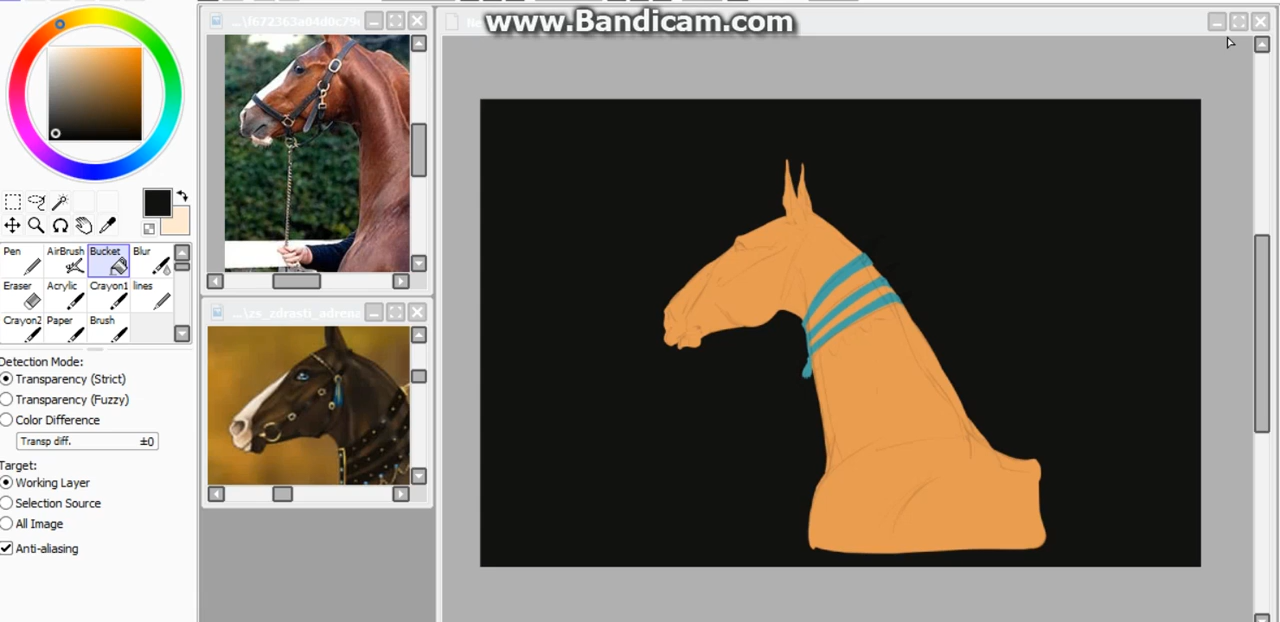 www.Bandicam.com
...\f672363a04d0c79
...\zs_zdrasti_adrena
Pen
AirBrush
Bucket
Blur
Eraser
Acrylic
Crayon1
lines
Crayon2
Paper
Brush
Detection Mode:
Transparency (Strict)
Transparency (Fuzzy)
Color Difference
Transp diff. ±0
Target:
Working Layer
Selection Source
All Image
Anti-aliasing